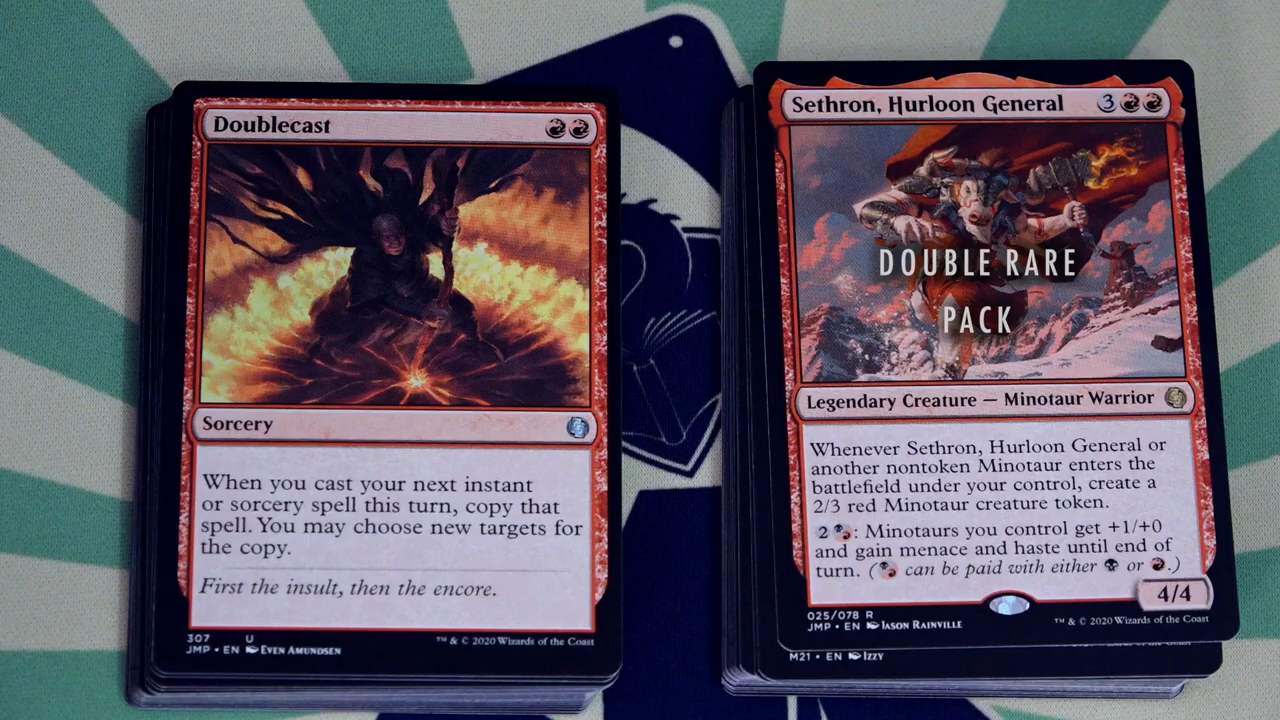 Doublecast
Sorcery
When you cast your next instant
or sorcery spell this turn, copy that
spell. You may choose new targets for
the copy.
First the insult, then the encore.
307 U
JMP • EN EVEN AMUNDSEN
™ & © 2020 Wizards of the Coast
Sethron, Hurloon General 3
DOUBLE RARE
PACK
Legendary Creature — Minotaur Warrior
Whenever Sethron, Hurloon General or
another nontoken Minotaur enters the
battlefield under your control, create a
2/3 red Minotaur creature token.
2 : Minotaurs you control get +1/+0
and gain menace and haste until end of
turn. ( can be paid with either or .)
4/4
025/078 R
JMP • EN JASON RAINVILLE
™ & © 2020 Wizards of the Coast
M21 • EN IZZY